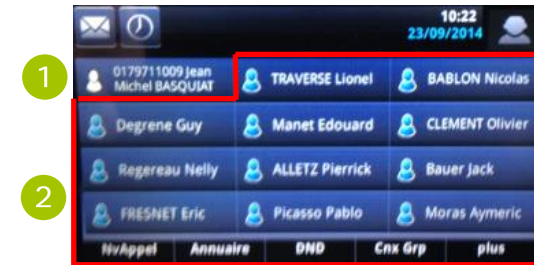 10:22
23/09/2014
1
0179711009 Jean
Michel BASQUIAT
TRAVERSE Lionel
BABLON Nicolas
Degrene Guy
Manet Edouard
CLEMENT Olivier
Regereau Nelly
ALLETZ Pierrick
Bauer Jack
2
FRESNET Eric
Picasso Pablo
Moras Aymeric
NvAppel
Annuaire
DND
Cnx Grp
plus